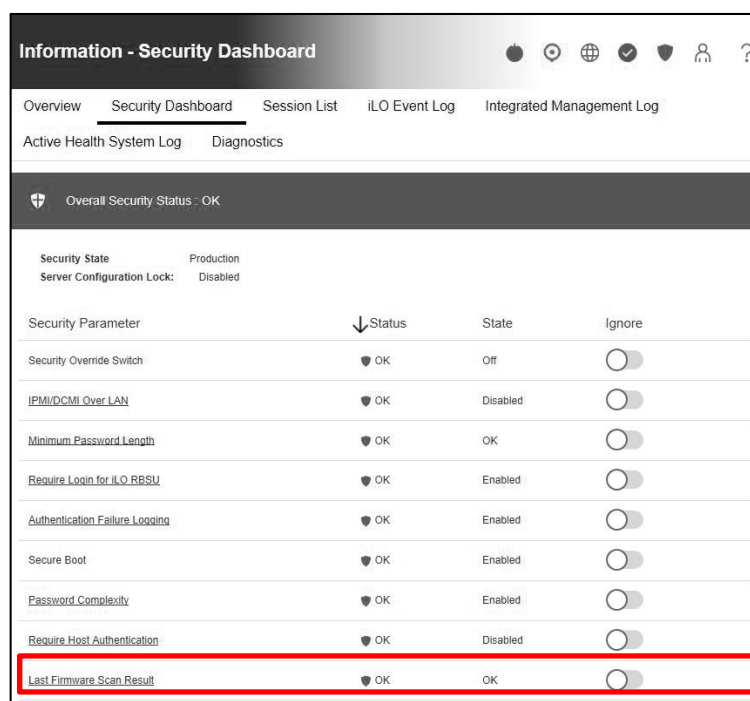 Information - Security Dashboard
?
Overview Security Dashboard Session List iLO Event Log Integrated Management Log
Active Health System Log Diagnostics
Overall Security Status : OK
Security State Production
Server Configuration Lock: Disabled
Security Parameter Status State Ignore
Security Override Switch OK Off
IPMI/DCMI Over LAN OK Disabled
Minimum Password Length OK OK
Require Login for iLO RBSU OK Enabled
Authentication Failure Logging OK Enabled
Secure Boot OK Enabled
Password Complexity OK Enabled
Require Host Authentication OK Disabled
Last Firmware Scan Result OK OK